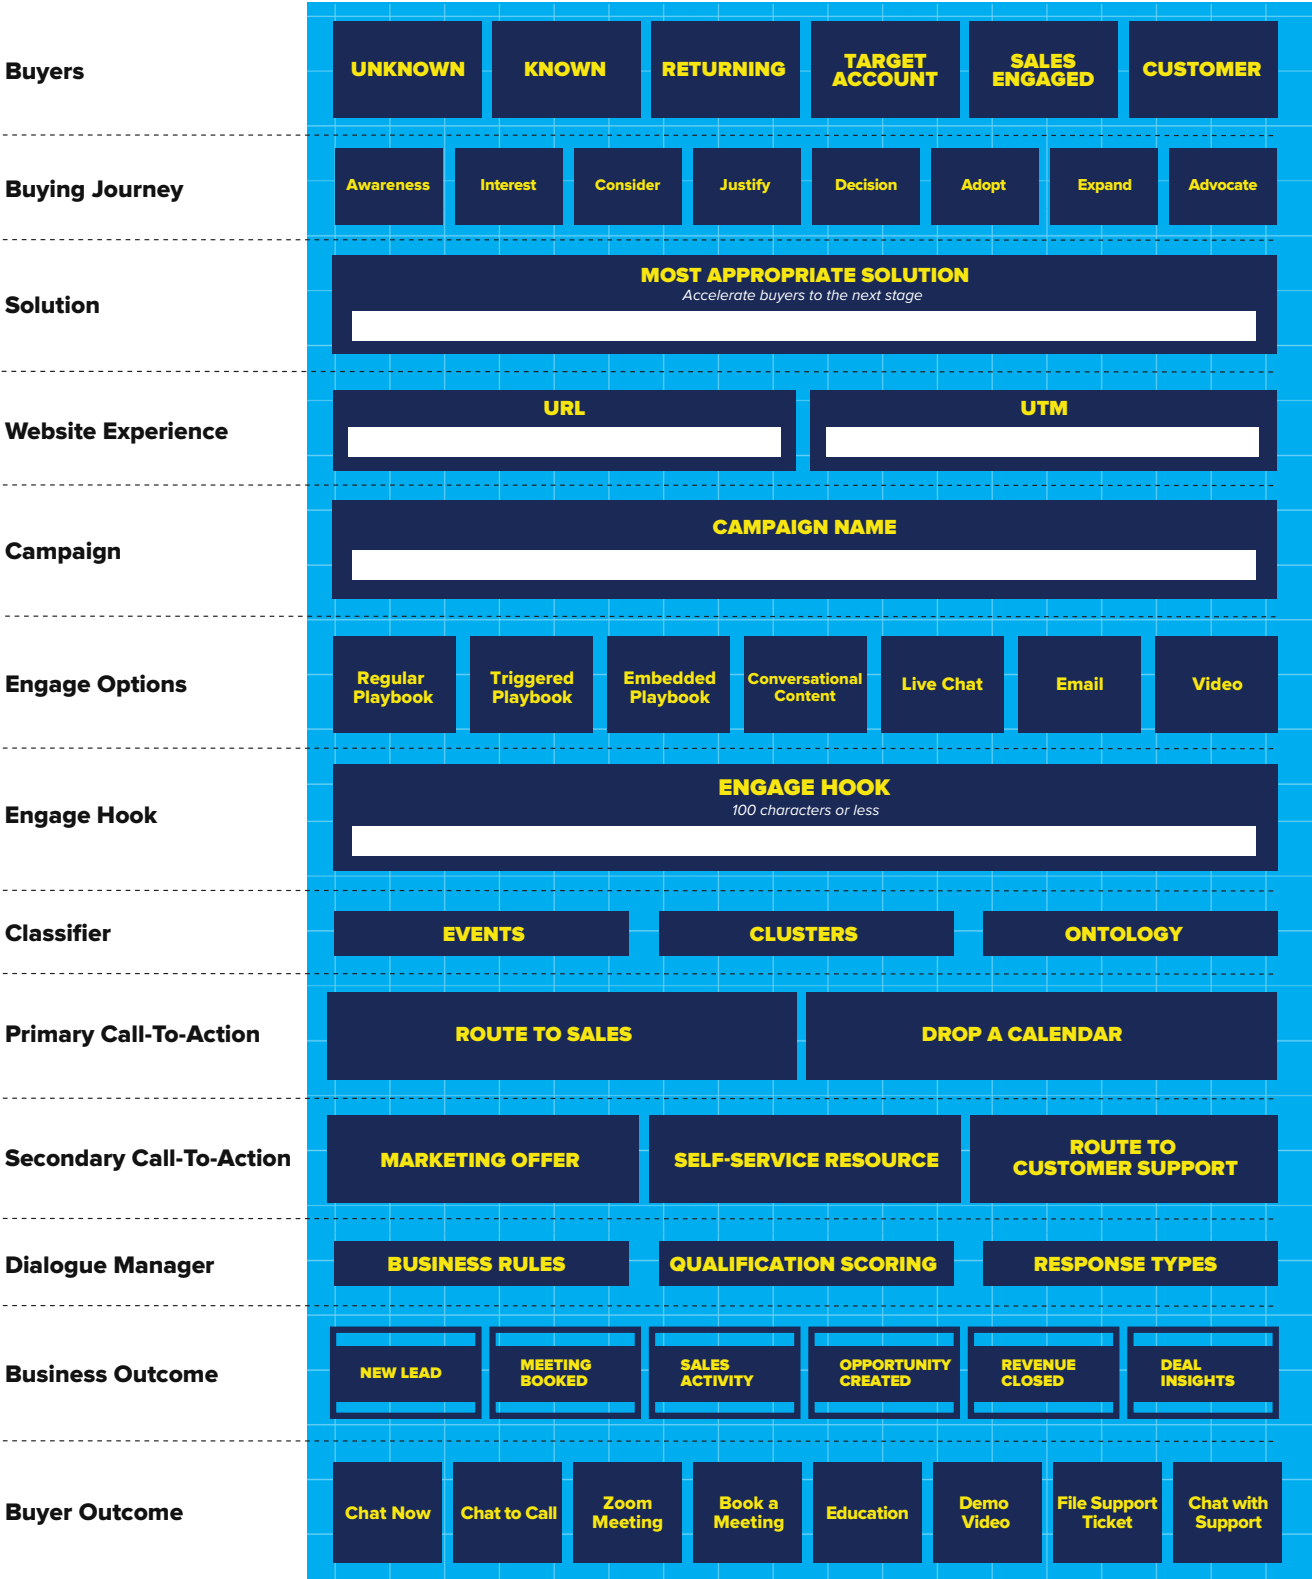 Buyers
UNKNOWN
KNOWN
RETURNING
TARGET
ACCOUNT
SALES
ENGAGED
CUSTOMER
Buying Journey
Awareness
Interest
Consider
Justify
Decision
Adopt
Expand
Advocate
Solution
MOST APPROPRIATE SOLUTION
Accelerate buyers to the next stage
Website Experience
URL
UTM
Campaign
CAMPAIGN NAME
Engage Options
Regular
Playbook
Triggered
Playbook
Embedded
Playbook
Conversational
Content
Live Chat
Email
Video
Engage Hook
ENGAGE HOOK
100 characters or less
Classifier
EVENTS
CLUSTERS
ONTOLOGY
Primary Call-To-Action
ROUTE TO SALES
DROP A CALENDAR
Secondary Call-To-Action
MARKETING OFFER
SELF-SERVICE RESOURCE
ROUTE TO
CUSTOMER SUPPORT
Dialogue Manager
BUSINESS RULES
QUALIFICATION SCORING
RESPONSE TYPES
Business Outcome
NEW LEAD
MEETING
BOOKED
SALES
ACTIVITY
OPPORTUNITY
CREATED
REVENUE
CLOSED
DEAL
INSIGHTS
Buyer Outcome
Chat Now
Chat to Call
Zoom
Meeting
Book a
Meeting
Education
Demo
Video
File Support
Ticket
Chat with
Support